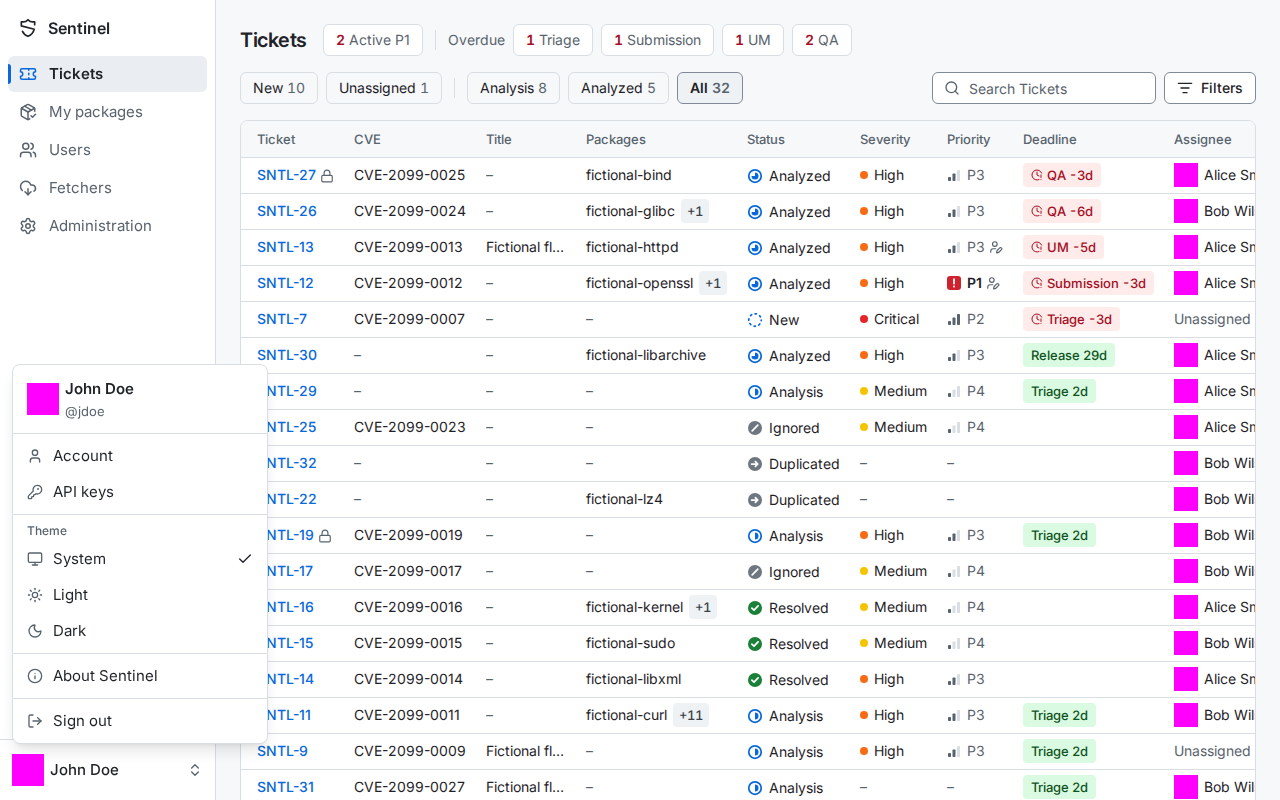 Sentinel
Tickets
My packages
Users
Fetchers
Administration
John Doe
@jdoe
Account
API keys
Theme
System
Light
Dark
About Sentinel
Sign out
John Doe
Tickets 2 Active P1 Overdue 1 Triage 1 Submission 1 UM 2 QA
New 10 Unassigned 1 Analysis 8 Analyzed 5 All 32 Search Tickets Filters
Ticket CVE Title Packages Status Severity Priority Deadline Assignee
SNTL-27 CVE-2099-0025 – fictional-bind Analyzed High P3 QA -3d Alice Sm
SNTL-26 CVE-2099-0024 – fictional-glibc +1 Analyzed High P3 QA -6d Bob Wil
SNTL-13 CVE-2099-0013 Fictional fl... fictional-httpd Analyzed High P3 UM -5d Alice Sm
SNTL-12 CVE-2099-0012 – fictional-openssl +1 Analyzed High P1 Submission -3d Alice Sm
SNTL-7 CVE-2099-0007 – – New Critical P2 Triage -3d Unassigned
SNTL-30 – – fictional-libarchive Analyzed High P3 Release 29d Alice Sm
NTL-29 – – – Analysis Medium P4 Triage 2d Alice Sm
NTL-25 CVE-2099-0023 – – Ignored Medium P4 Alice Sm
NTL-32 – – – Duplicated – – Bob Wil
NTL-22 – – fictional-lz4 Duplicated – – Bob Wil
NTL-19 CVE-2099-0019 – – Analysis High P3 Triage 2d Bob Wil
NTL-17 CVE-2099-0017 – – Ignored Medium P4 Bob Wil
NTL-16 CVE-2099-0016 – fictional-kernel +1 Resolved Medium P4 Alice Sm
NTL-15 CVE-2099-0015 – fictional-sudo Resolved Medium P4 Bob Wil
NTL-14 CVE-2099-0014 – fictional-libxml Resolved High P3 Alice Sm
NTL-11 CVE-2099-0011 – fictional-curl +11 Analysis High P3 Triage 2d Bob Wil
SNTL-9 CVE-2099-0009 Fictional fl... – Analysis High P3 Triage 2d Unassigned
SNTL-31 CVE-2099-0027 Fictional fl... – Analysis – – Triage 2d Bob Wil